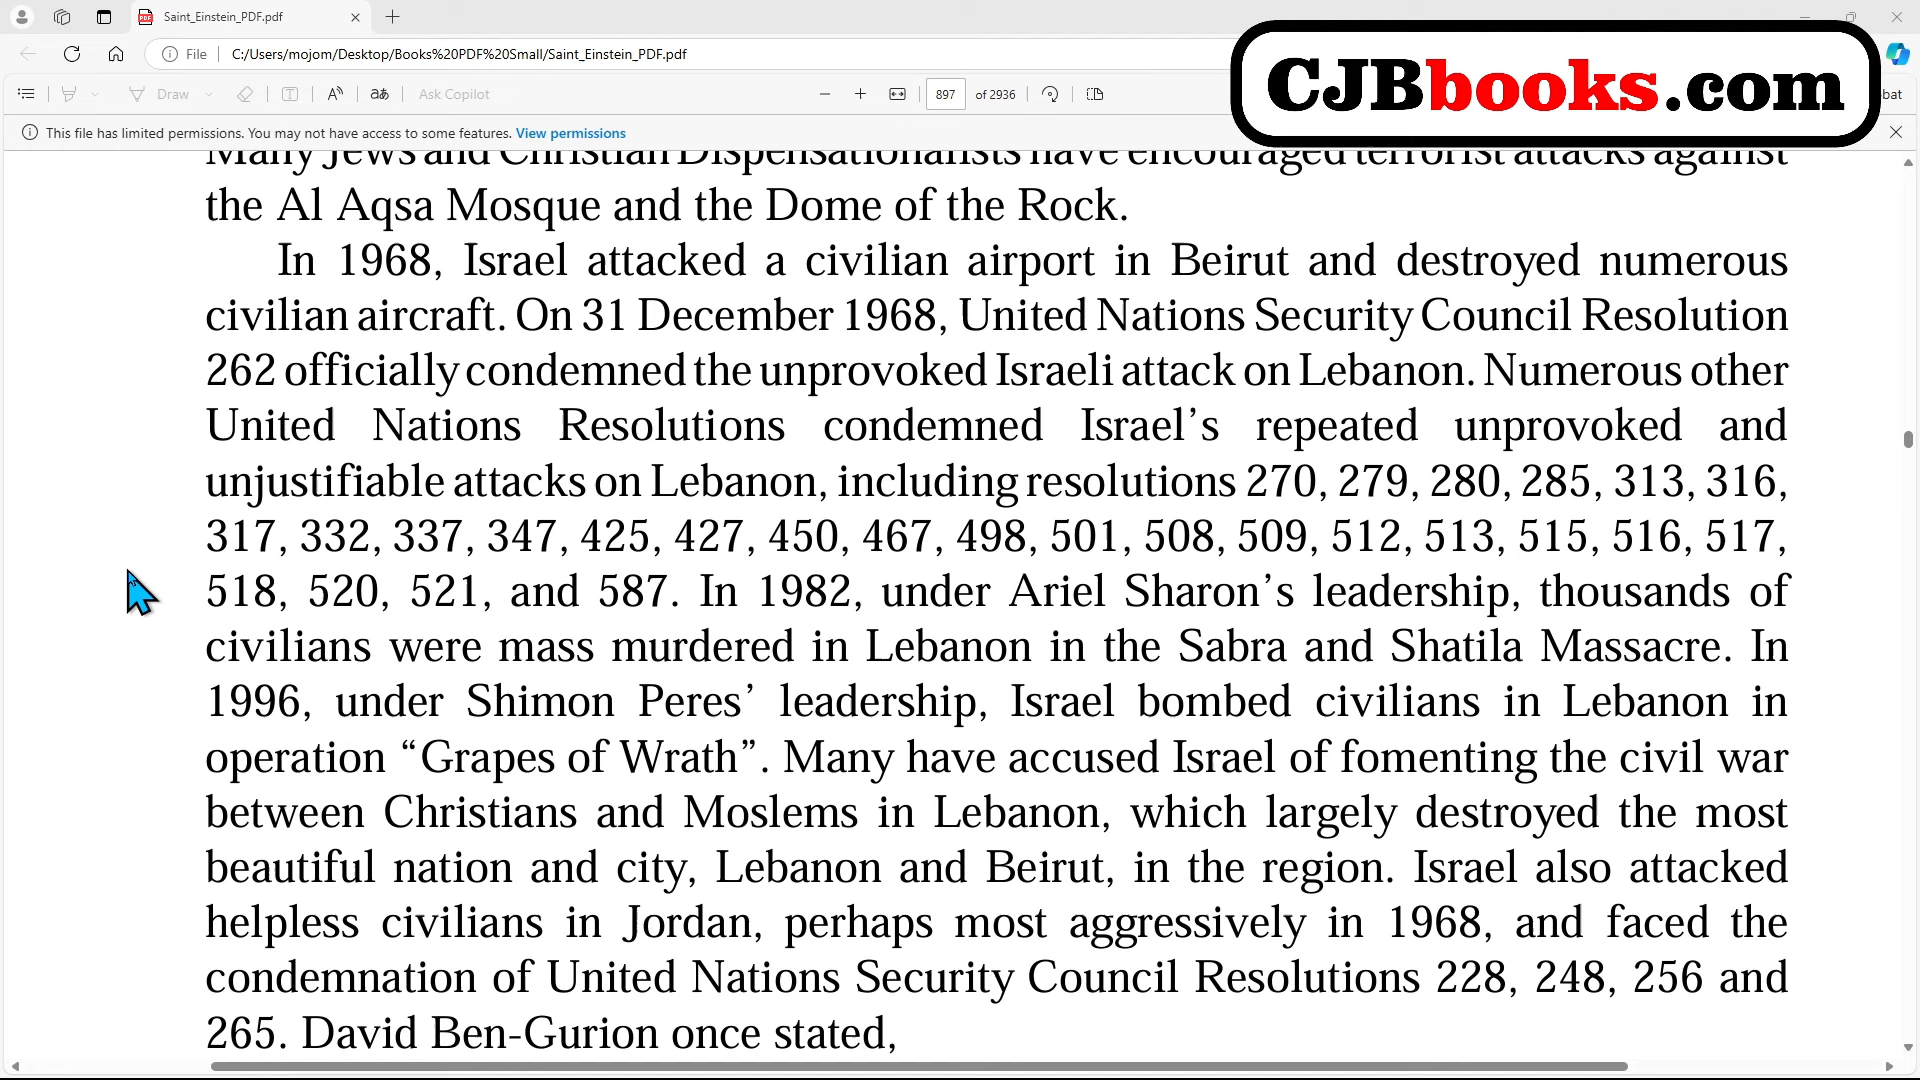 Saint_Einstein_PDF.pdf
File
C:/Users/mojom/Desktop/Books%20PDF%20Small/Saint_Einstein_PDF.pdf
CJBbooks.com
Draw
Ask Copilot
897 of 2936
bat
This file has limited permissions. You may not have access to some features. View permissions
Many Jews and Christian Dispensationalists have encouraged terrorist attacks against
the Al Aqsa Mosque and the Dome of the Rock.
In 1968, Israel attacked a civilian airport in Beirut and destroyed numerous
civilian aircraft. On 31 December 1968, United Nations Security Council Resolution
262 officially condemned the unprovoked Israeli attack on Lebanon. Numerous other
United Nations Resolutions condemned Israel’s repeated unprovoked and
unjustifiable attacks on Lebanon, including resolutions 270, 279, 280, 285, 313, 316,
317, 332, 337, 347, 425, 427, 450, 467, 498, 501, 508, 509, 512, 513, 515, 516, 517,
518, 520, 521, and 587. In 1982, under Ariel Sharon’s leadership, thousands of
civilians were mass murdered in Lebanon in the Sabra and Shatila Massacre. In
1996, under Shimon Peres’ leadership, Israel bombed civilians in Lebanon in
operation “Grapes of Wrath”. Many have accused Israel of fomenting the civil war
between Christians and Moslems in Lebanon, which largely destroyed the most
beautiful nation and city, Lebanon and Beirut, in the region. Israel also attacked
helpless civilians in Jordan, perhaps most aggressively in 1968, and faced the
condemnation of United Nations Security Council Resolutions 228, 248, 256 and
265. David Ben-Gurion once stated,